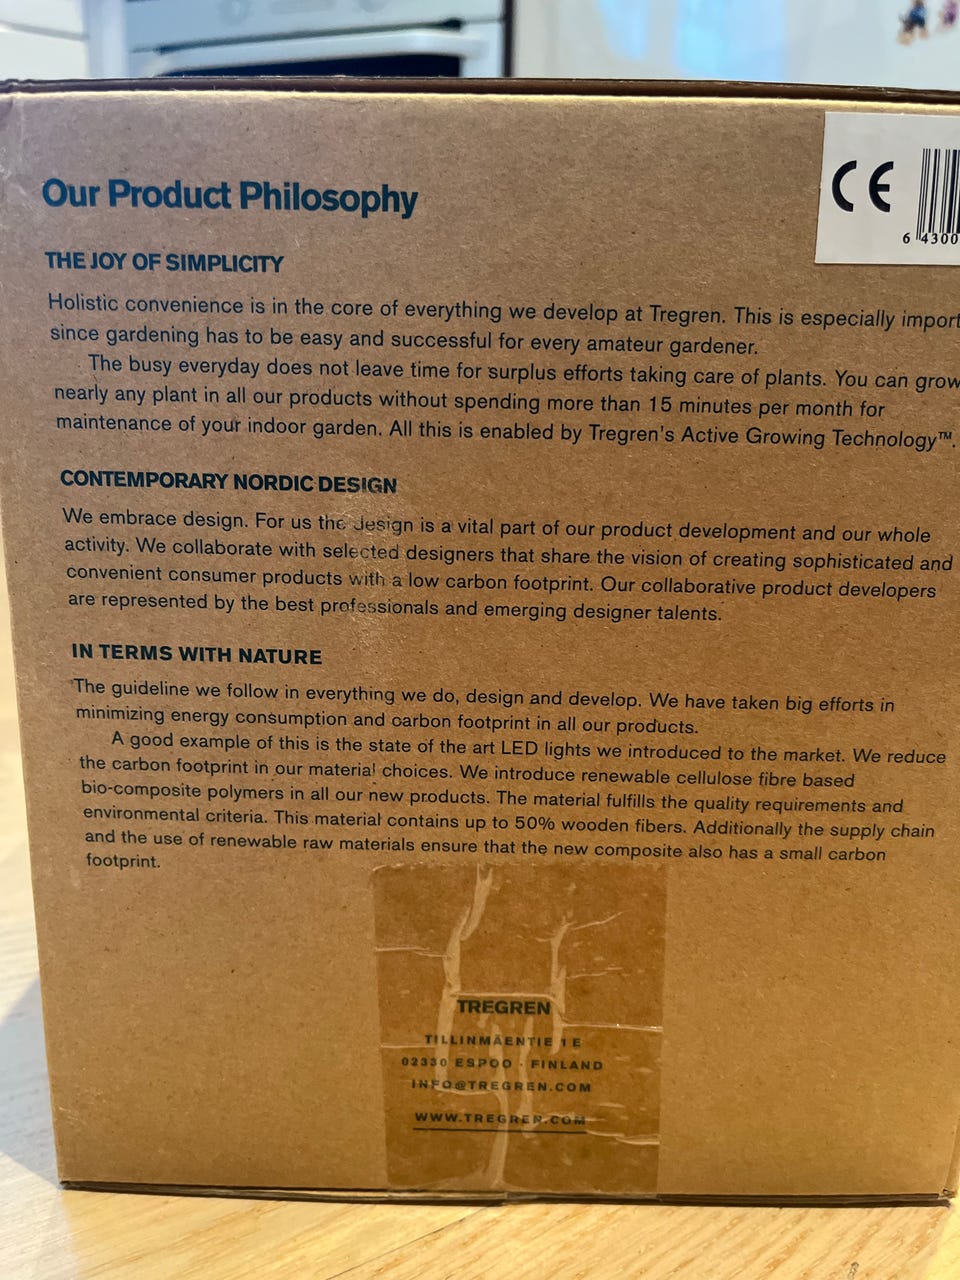 Our Product Philosophy
CE
6 4300
THE JOY OF SIMPLICITY
Holistic convenience is in the core of everything we develop at Tregren. This is especially import
since gardening has to be easy and successful for every amateur gardener.
The busy everyday does not leave time for surplus efforts taking care of plants. You can grow
nearly any plant in all our products without spending more than 15 minutes per month for
maintenance of your indoor garden. All this is enabled by Tregren's Active Growing Technology™.
CONTEMPORARY NORDIC DESIGN
We embrace design. For us the design is a vital part of our product development and our whole
activity. We collaborate with selected designers that share the vision of creating sophisticated and
convenient consumer products with a low carbon footprint. Our collaborative product developers
are represented by the best professionals and emerging designer talents.
IN TERMS WITH NATURE
The guideline we follow in everything we do, design and develop. We have taken big efforts in
minimizing energy consumption and carbon footprint in all our products.
A good example of this is the state of the art LED lights we introduced to the market. We reduce
the carbon footprint in our material choices. We introduce renewable cellulose fibre based
bio-composite polymers in all our new products. The material fulfills the quality requirements and
environmental criteria. This material contains up to 50% wooden fibers. Additionally the supply chain
and the use of renewable raw materials ensure that the new composite also has a small carbon
footprint.
TREGREN
TILLINMÄENTIE 1 E
02330 ESPOO · FINLAND
INFO@TREGREN.COM
WWW.TREGREN.COM